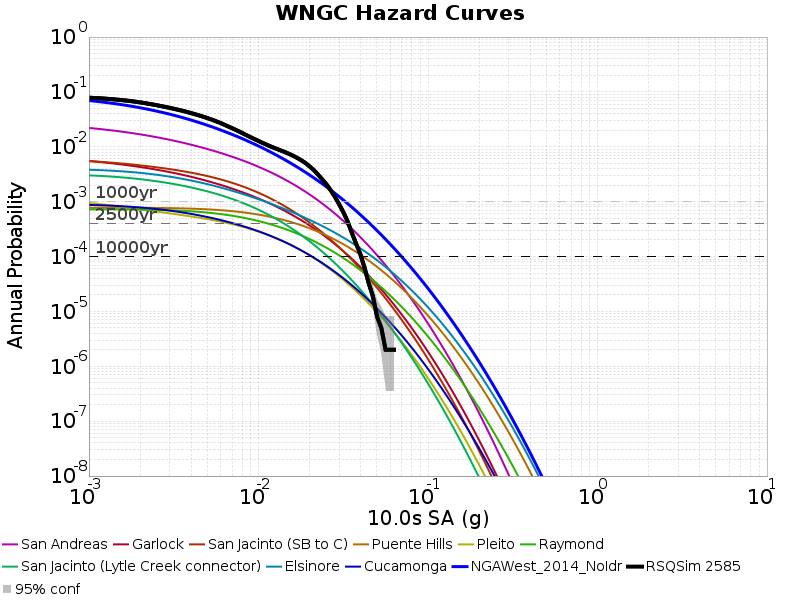 WNGC Hazard Curves
10^0
10^-1
10^-2
10^-3
10^-4
10^-5
10^-6
10^-7
10^-8
Annual Probability
1000yr
2500yr
10000yr
10^-3 10^-2 10^-1 10^0 10^1
10.0s SA (g)
San Andreas Garlock San Jacinto (SB to C) Puente Hills Pleito Raymond
San Jacinto (Lytle Creek connector) Elsinore Cucamonga NGAWest_2014_NoIdr RSQSim 2585
95% conf